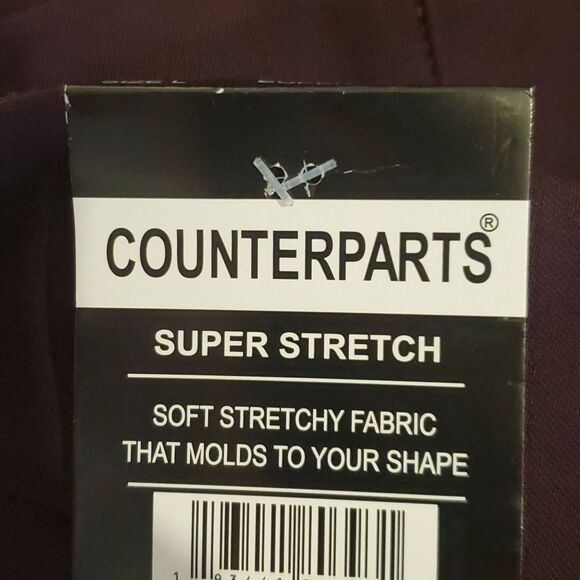 COUNTERPARTS®
SUPER STRETCH
SOFT STRETCHY FABRIC
THAT MOLDS TO YOUR SHAPE